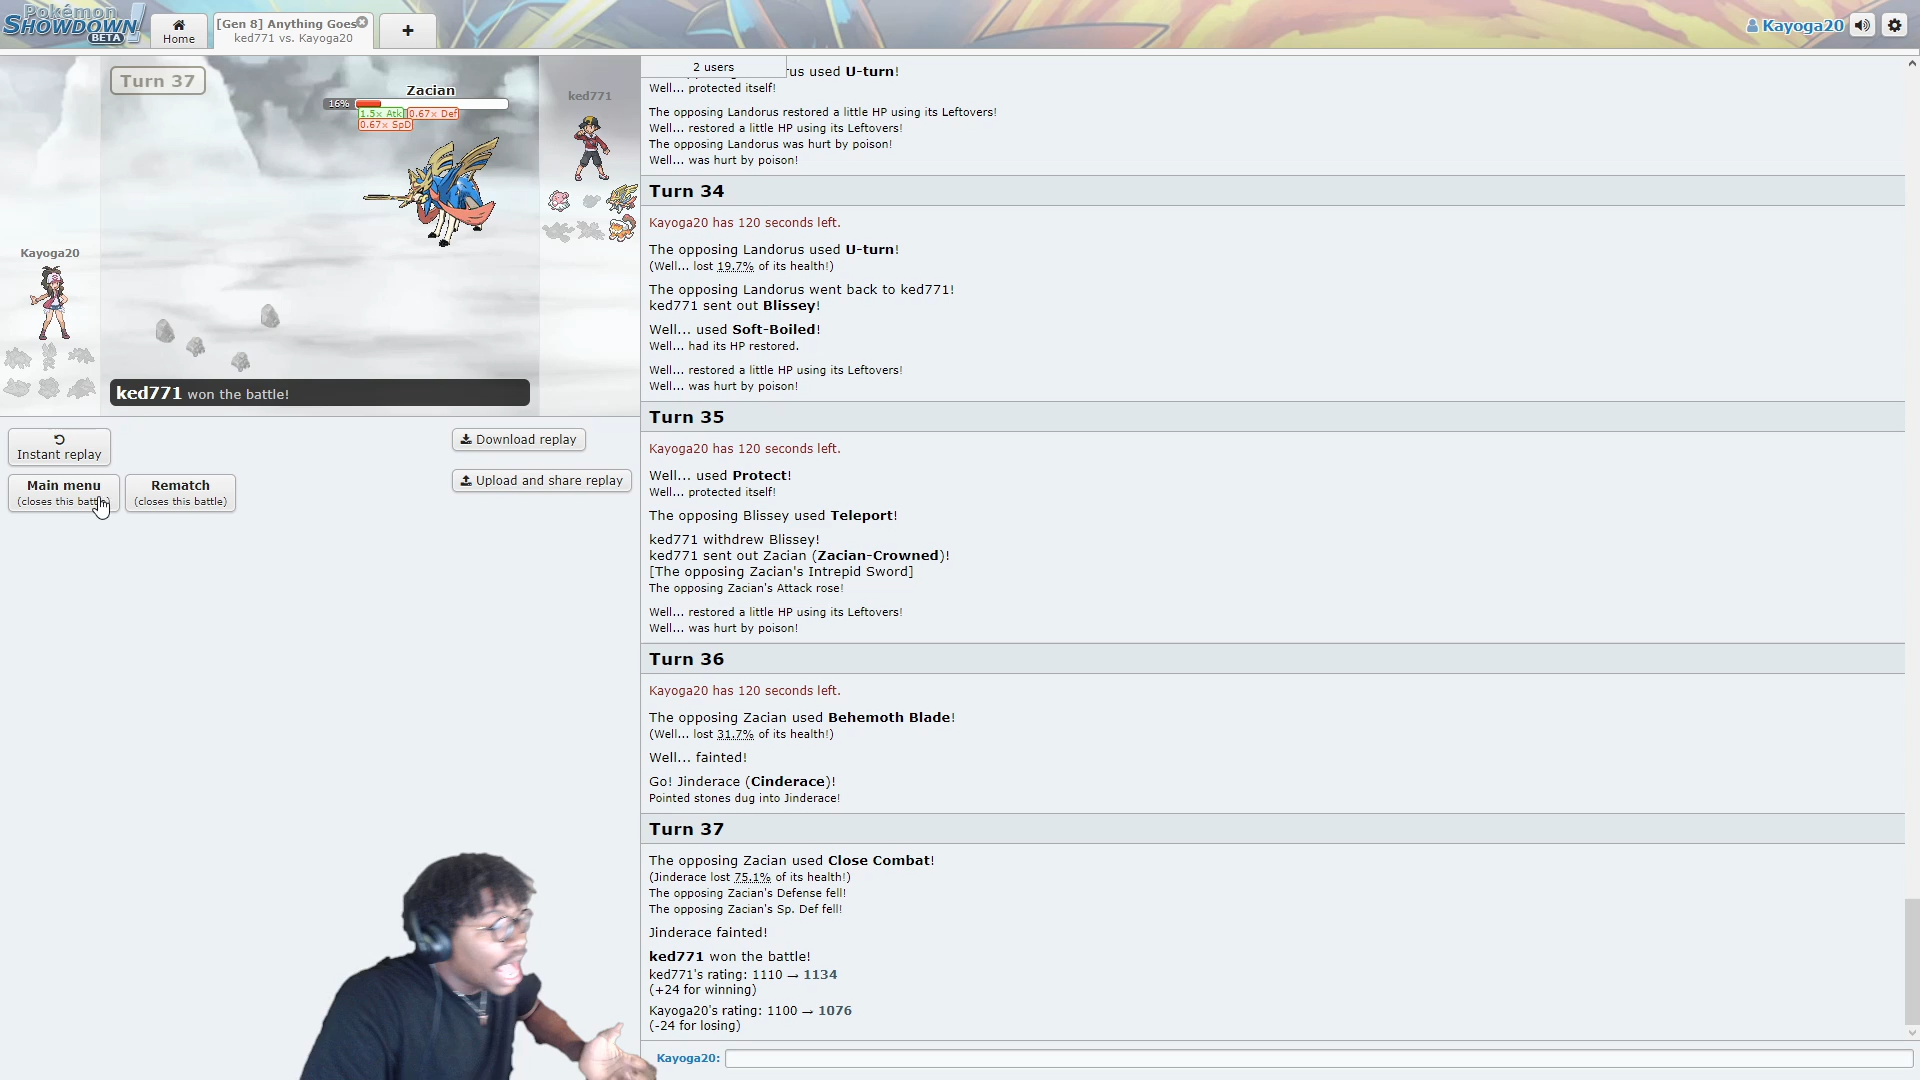 Pokémon
SHOWDOWN!
BETA
Home
[Gen 8] Anything Goes
ked771 vs. Kayoga20
+
Kayoga20
Turn 37
Zacian
16%
1.5× Atk 0.67× Def
0.67× SpD
ked771
Kayoga20
ked771 won the battle!
Instant replay
Download replay
Main menu
(closes this battle)
Rematch
(closes this battle)
Upload and share replay
2 users
rus used U-turn!
Well... protected itself!
The opposing Landorus restored a little HP using its Leftovers!
Well... restored a little HP using its Leftovers!
The opposing Landorus was hurt by poison!
Well... was hurt by poison!
Turn 34
Kayoga20 has 120 seconds left.
The opposing Landorus used U-turn!
(Well... lost 19.7% of its health!)
The opposing Landorus went back to ked771!
ked771 sent out Blissey!
Well... used Soft-Boiled!
Well... had its HP restored.
Well... restored a little HP using its Leftovers!
Well... was hurt by poison!
Turn 35
Kayoga20 has 120 seconds left.
Well... used Protect!
Well... protected itself!
The opposing Blissey used Teleport!
ked771 withdrew Blissey!
ked771 sent out Zacian (Zacian-Crowned)!
[The opposing Zacian's Intrepid Sword]
The opposing Zacian's Attack rose!
Well... restored a little HP using its Leftovers!
Well... was hurt by poison!
Turn 36
Kayoga20 has 120 seconds left.
The opposing Zacian used Behemoth Blade!
(Well... lost 31.7% of its health!)
Well... fainted!
Go! Jinderace (Cinderace)!
Pointed stones dug into Jinderace!
Turn 37
The opposing Zacian used Close Combat!
(Jinderace lost 75.1% of its health!)
The opposing Zacian's Defense fell!
The opposing Zacian's Sp. Def fell!
Jinderace fainted!
ked771 won the battle!
ked771's rating: 1110 → 1134
(+24 for winning)
Kayoga20's rating: 1100 → 1076
(-24 for losing)
Kayoga20: